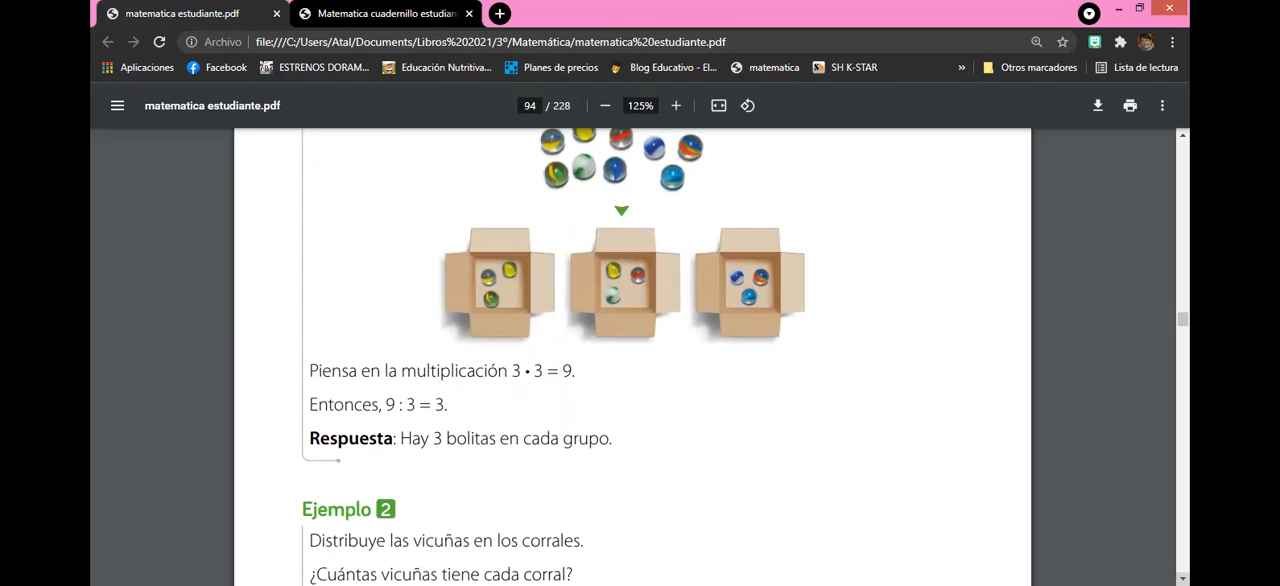 matematica estudiante.pdf
Matematica cuadernillo estudian
Archivo
file:///C:/Users/Atal/Documents/Libros%202021/3º/Matemática/matematica%20estudiante.pdf
Aplicaciones
Facebook
ESTRENOS DORAM...
Educación Nutritiva...
Planes de precios
Blog Educativo - El...
matematica
SH K-STAR
»
Otros marcadores
Lista de lectura
matematica estudiante.pdf
94 / 228
125%
Piensa en la multiplicación 3 • 3 = 9.
Entonces, 9 : 3 = 3.
Respuesta: Hay 3 bolitas en cada grupo.
Ejemplo 2
Distribuye las vicuñas en los corrales.
¿Cuántas vicuñas tiene cada corral?